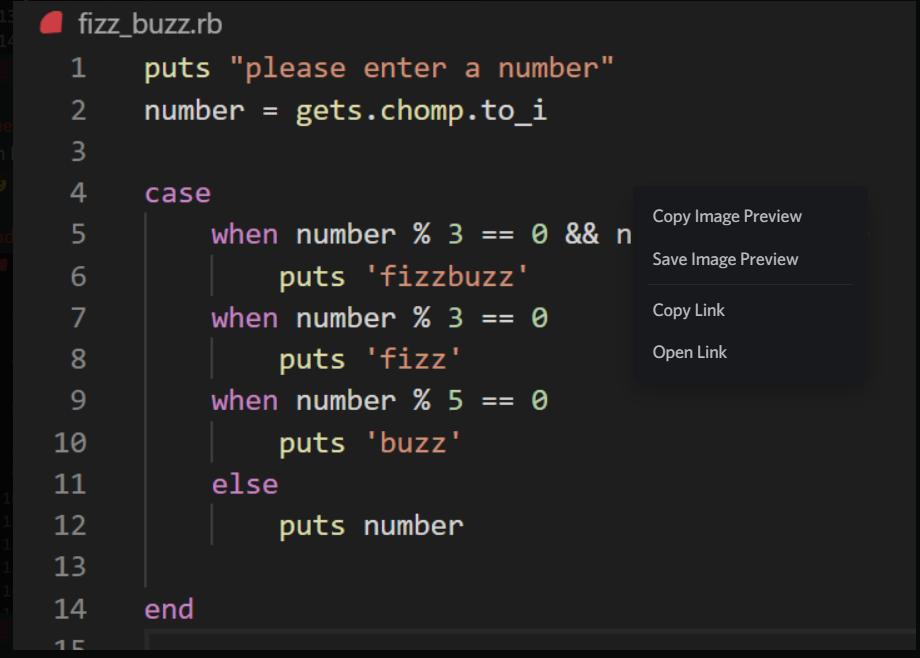 fizz_buzz.rb
1 puts "please enter a number"
2 number = gets.chomp.to_i
3
4 case
5 when number % 3 == 0 && n
6 puts 'fizzbuzz'
7 when number % 3 == 0
8 puts 'fizz'
9 when number % 5 == 0
10 puts 'buzz'
11 else
12 puts number
13
14 end
15
Copy Image Preview
Save Image Preview
Copy Link
Open Link